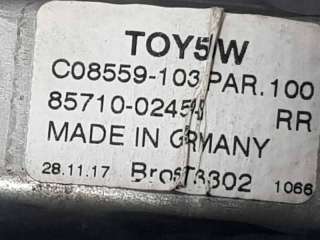 TOY5W
C08559-103 PAR.100
RR
MADE IN GERMANY
28.11.17 1066